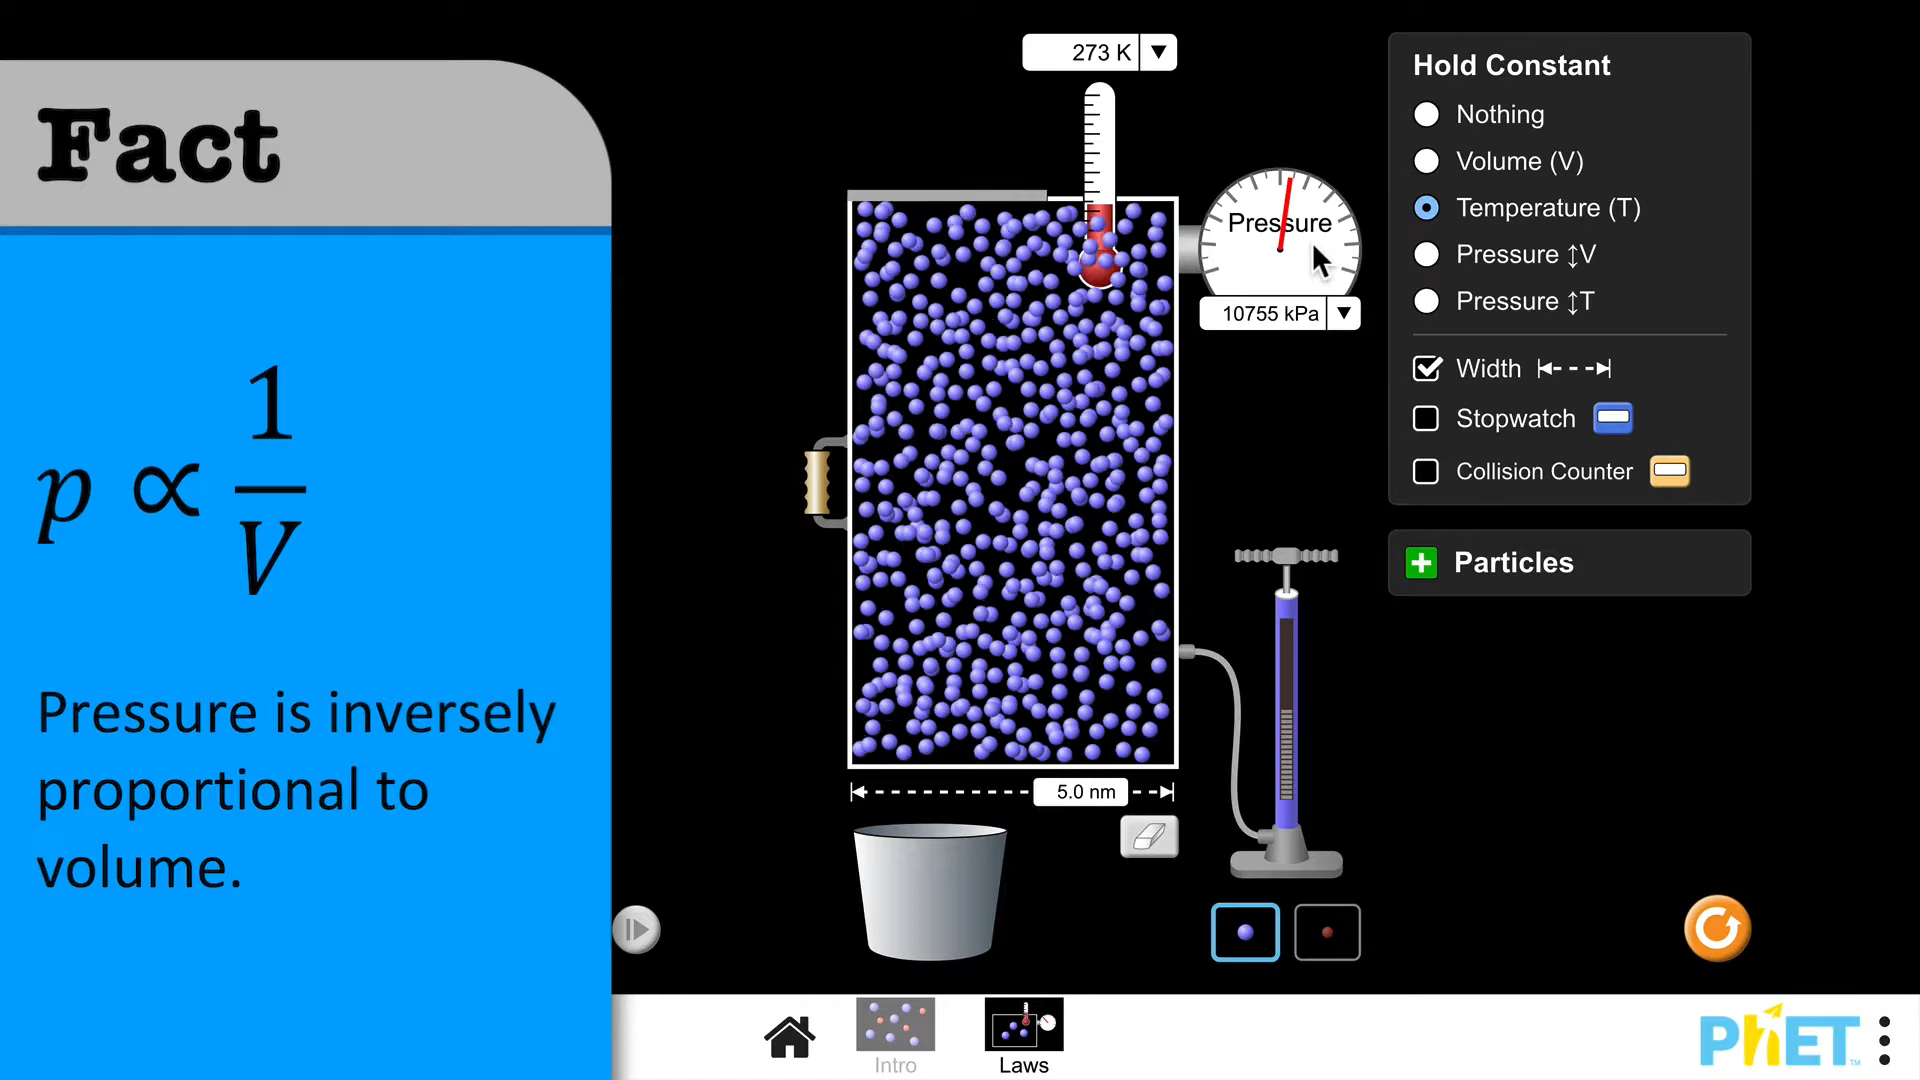 Fact
p ∝ 1/V
Pressure is inversely
proportional to
volume.
273 K
Pressure
10755 kPa
5.0 nm
Hold Constant
Nothing
Volume (V)
Temperature (T)
Pressure ↕V
Pressure ↕T
Width
Stopwatch
Collision Counter
Particles
Intro
Laws
PhET™